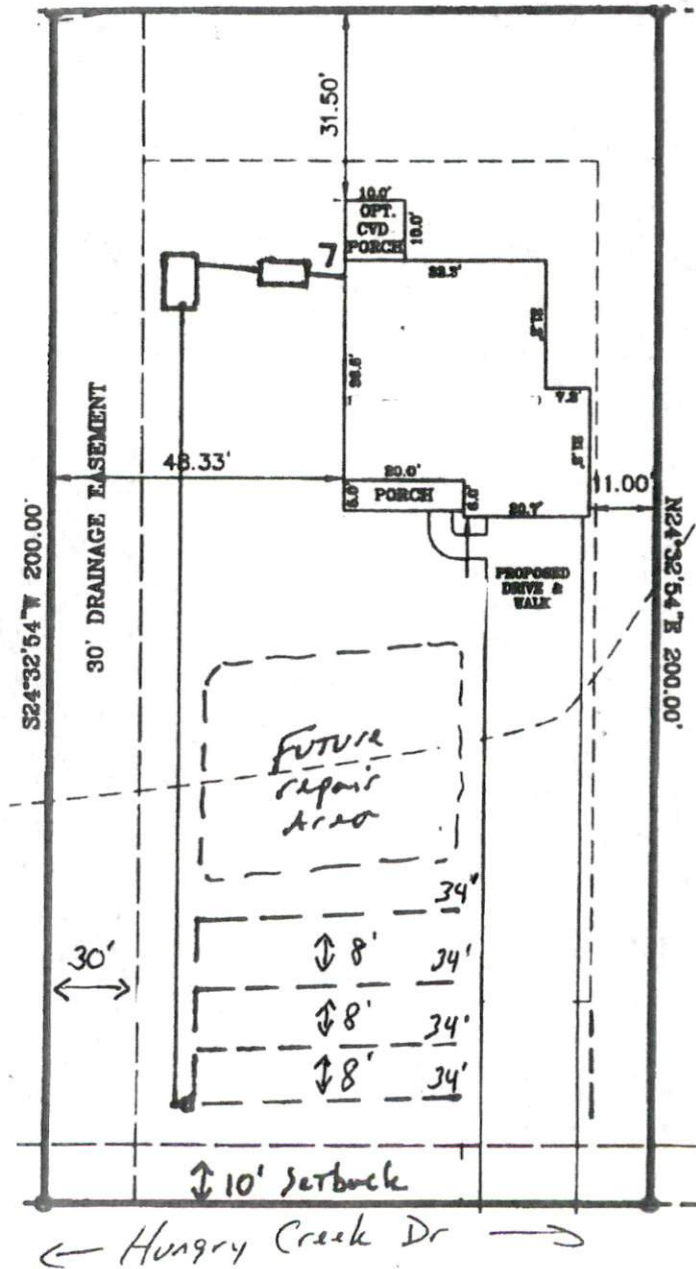 31.50'
10.0'
OPT.
CVD
PORCH
10.0'
7
30' DRAINAGE EASEMENT
48.33'
20.0'
PORCH
5.0'
11.00'
PROPOSED
DRIVE &
WALK
S24°32'54"W 200.00'
N24°32'54"E 200.00'
Future
repair
Area
34'
8'
34'
8'
34'
8'
34'
30'
10' Setback
Hungry Creek Dr